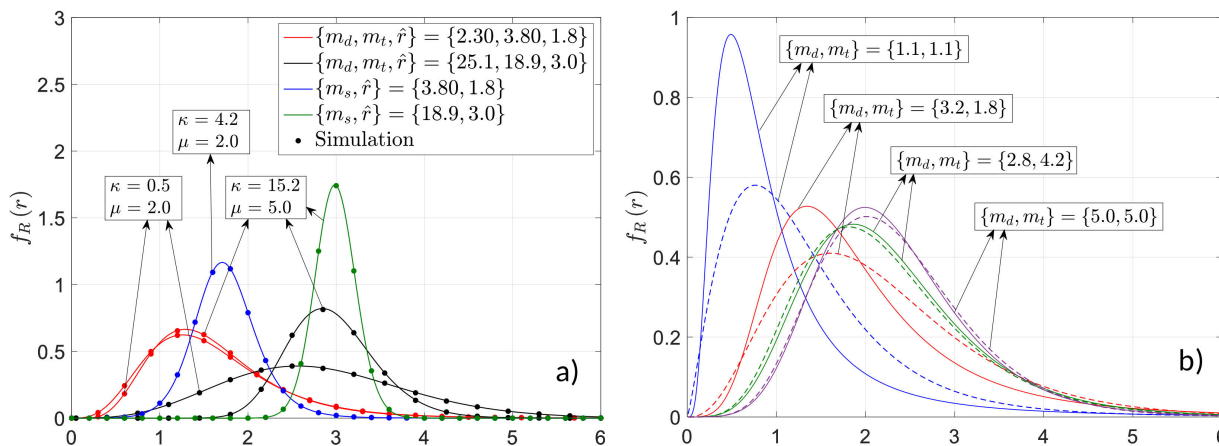 3
2.5
2
1.5
1
0.5
0
f_R (r)
0 1 2 3 4 5 6
{m_d, m_t, r̂} = {2.30, 3.80, 1.8}
{m_d, m_t, r̂} = {25.1, 18.9, 3.0}
{m_s, r̂} = {3.80, 1.8}
{m_s, r̂} = {18.9, 3.0}
Simulation
κ = 4.2
μ = 2.0
κ = 0.5
μ = 2.0
κ = 15.2
μ = 5.0
a)
1
0.8
0.6
0.4
0.2
0
f_R (r)
0 1 2 3 4 5 6
{m_d, m_t} = {1.1, 1.1}
{m_d, m_t} = {3.2, 1.8}
{m_d, m_t} = {2.8, 4.2}
{m_d, m_t} = {5.0, 5.0}
b)